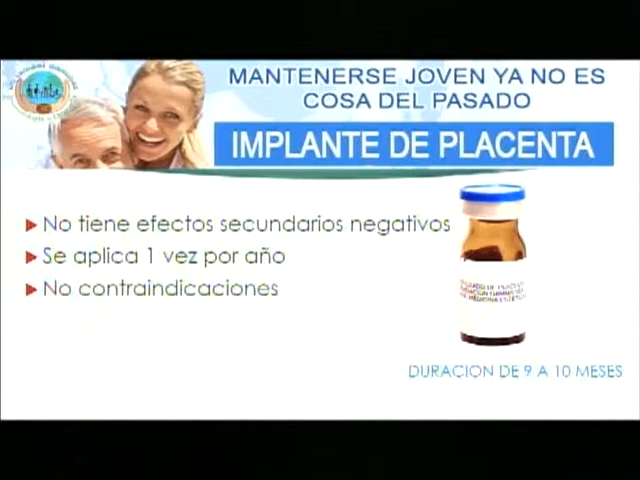 MANTENERSE JOVEN YA NO ES
COSA DEL PASADO
IMPLANTE DE PLACENTA
No tiene efectos secundarios negativos
Se aplica 1 vez por año
No contraindicaciones
DURACION DE 9 A 10 MESES